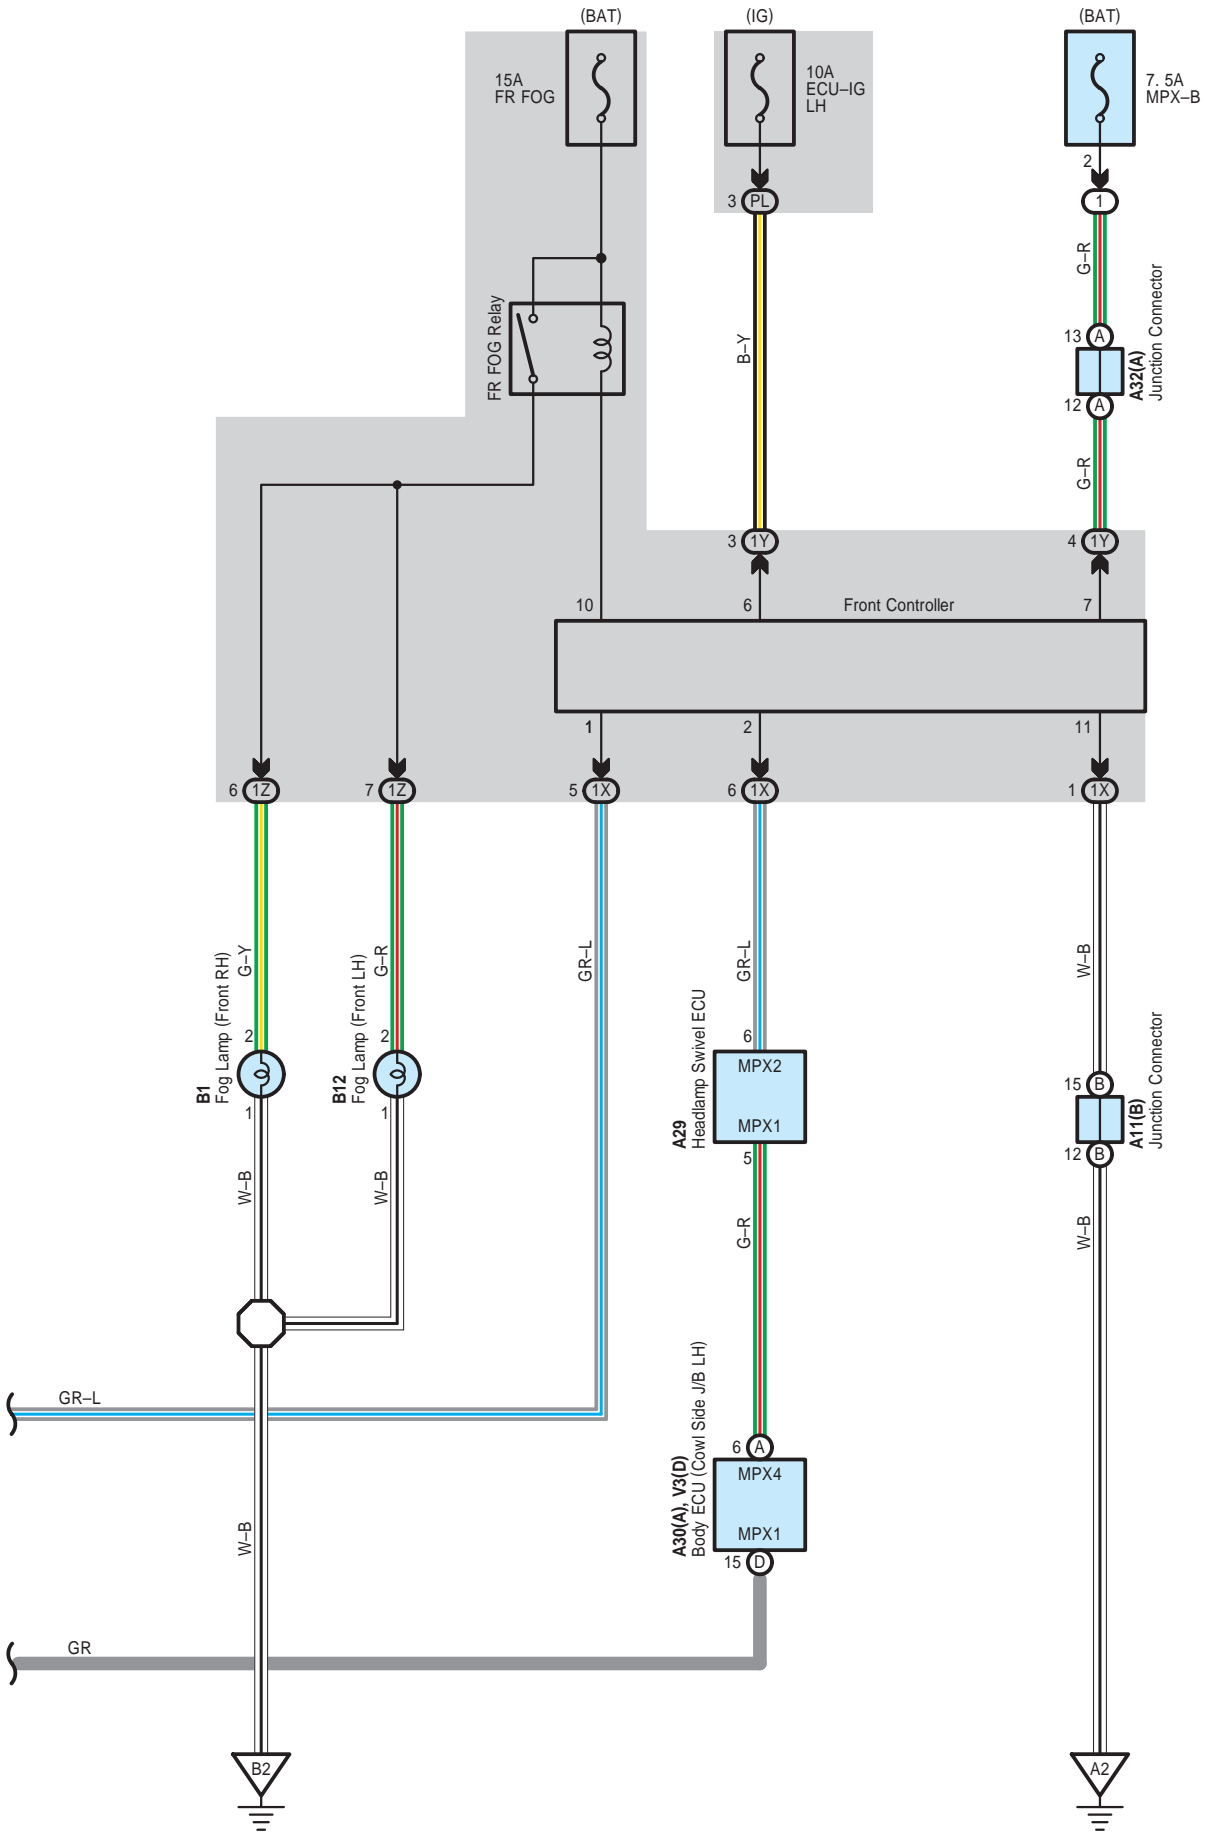 (BAT)
(IG)
(BAT)
15A
FR FOG
10A
ECU–IG
LH
7. 5A
MPX–B
2
3
PL
1
G–R
FR FOG Relay
B–Y
13
A
A32(A)
Junction Connector
12
A
G–R
3
1Y
4
1Y
10
6
Front Controller
7
1
2
11
6
1Z
7
1Z
5
1X
6
1X
1
1X
G–Y
G–R
GR–L
GR–L
W–B
B1
Fog Lamp (Front RH)
2
1
B12
Fog Lamp (Front LH)
2
1
A29
Headlamp Swivel ECU
6
MPX2
MPX1
5
15
B
A11(B)
Junction Connector
12
B
W–B
W–B
G–R
W–B
GR–L
A30(A), V3(D)
Body ECU (Cowl Side J/B LH)
6
A
MPX4
MPX1
15
D
W–B
GR
B2
A2